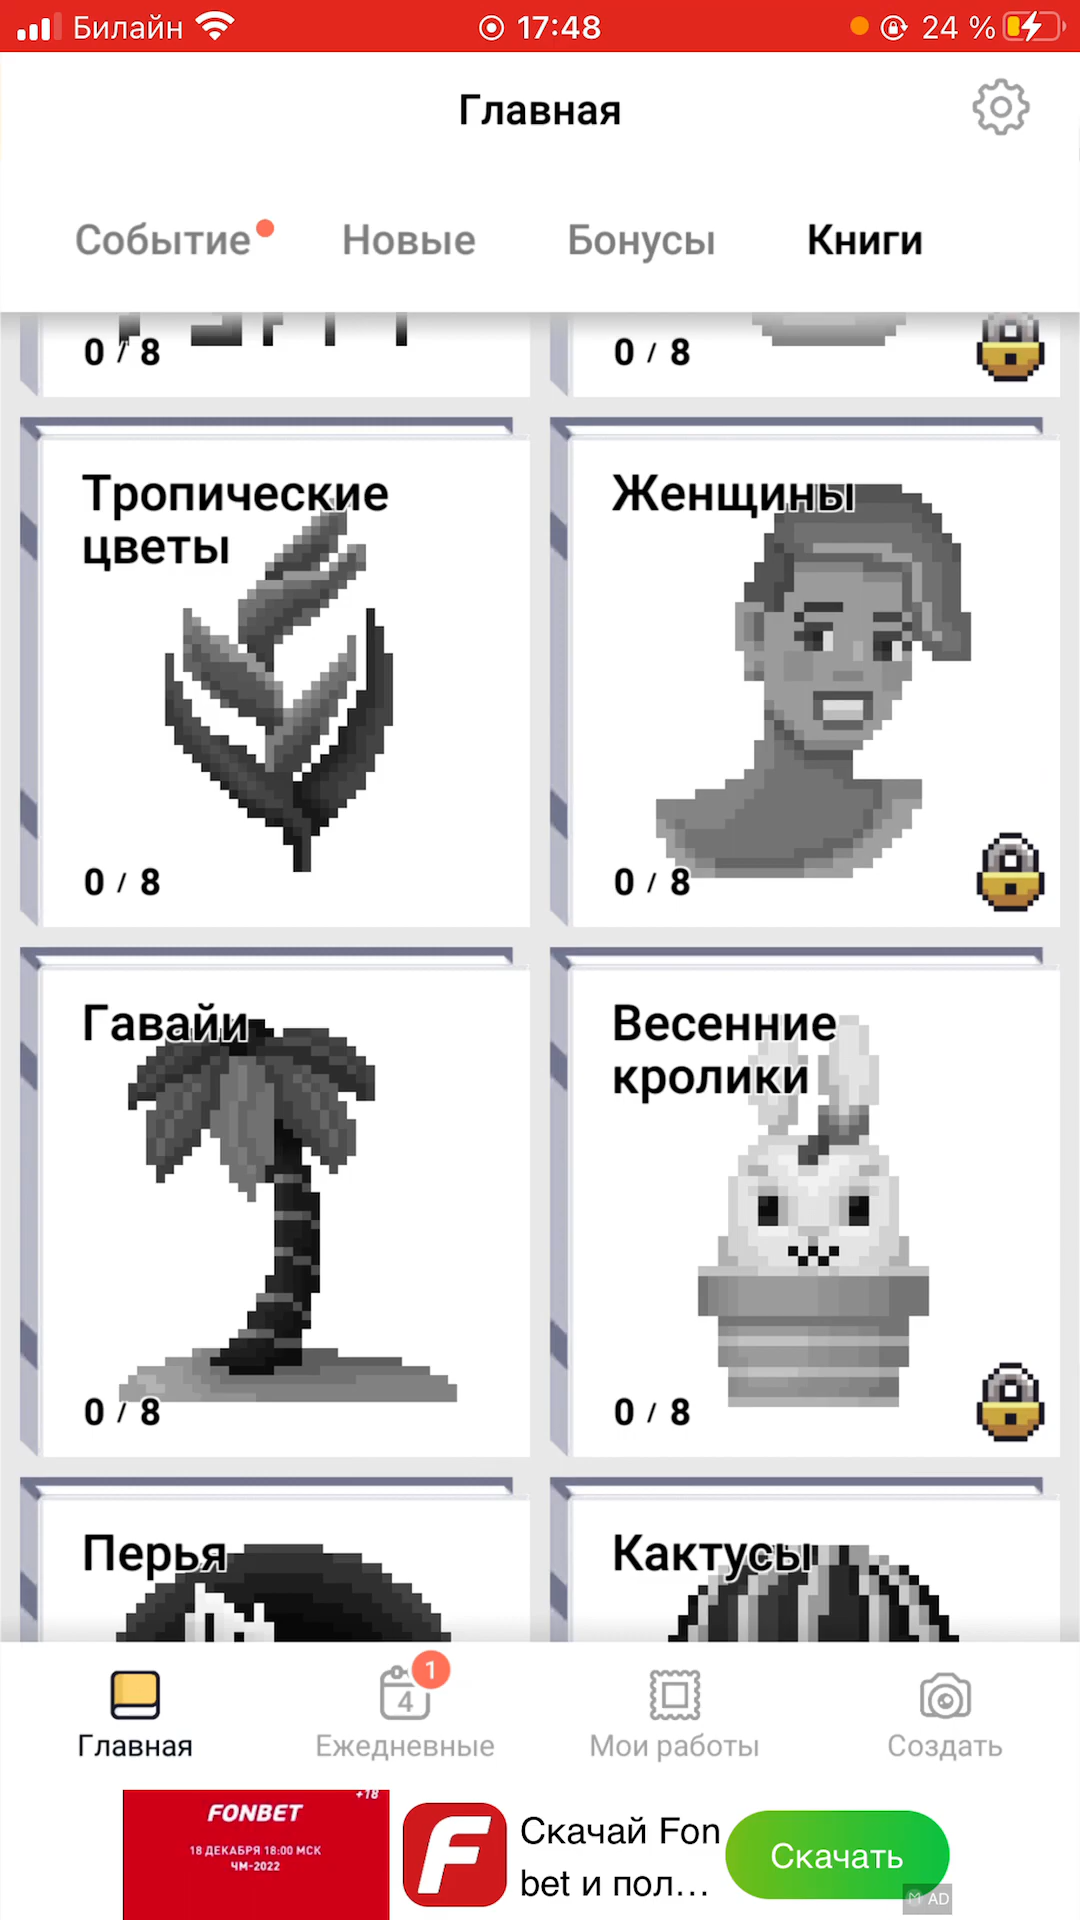 Билайн 17:48 24 %
Главная
Событие Новые Бонусы Книги
0 / 8 0 / 8
Тропические
цветы
Женщины
0 / 8 0 / 8
Гавайи
Весенние
кролики
0 / 8 0 / 8
Перья Кактусы
4 1
Главная Ежедневные Мои работы Создать
+18
FONBET
18 ДЕКАБРЯ 18:00 МСК
ЧМ-2022
F
Скачай Fon
bet и пол...
Скачать
AD